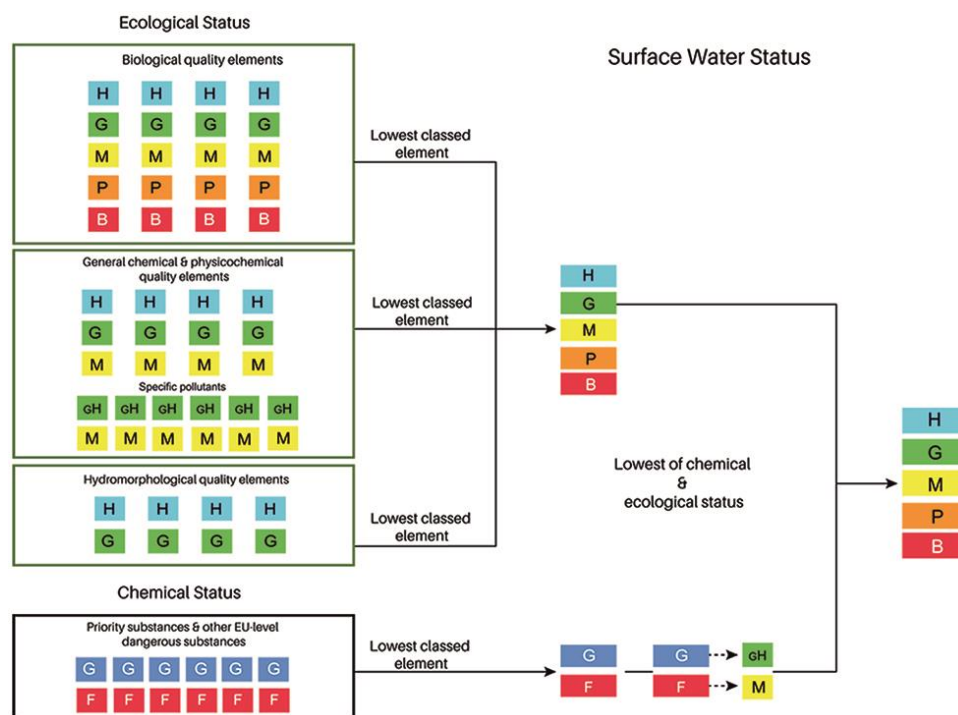 Ecological Status
Surface Water Status
Biological quality elements
H H H H
G G G G
M M M M
P P P P
B B B B
Lowest classed
element
General chemical & physicochemical
quality elements
H H H H
G G G G
M M M M
Specific pollutants
GH GH GH GH GH GH
M M M M M M
Lowest classed
element
Hydromorphological quality elements
H H H H
G G G G
Lowest classed
element
H
G
M
P
B
Lowest of chemical
&
ecological status
H
G
M
P
B
Chemical Status
Priority substances & other EU-level
dangerous substances
G G G G G G
F F F F F F
Lowest classed
element
G G GH
F F M